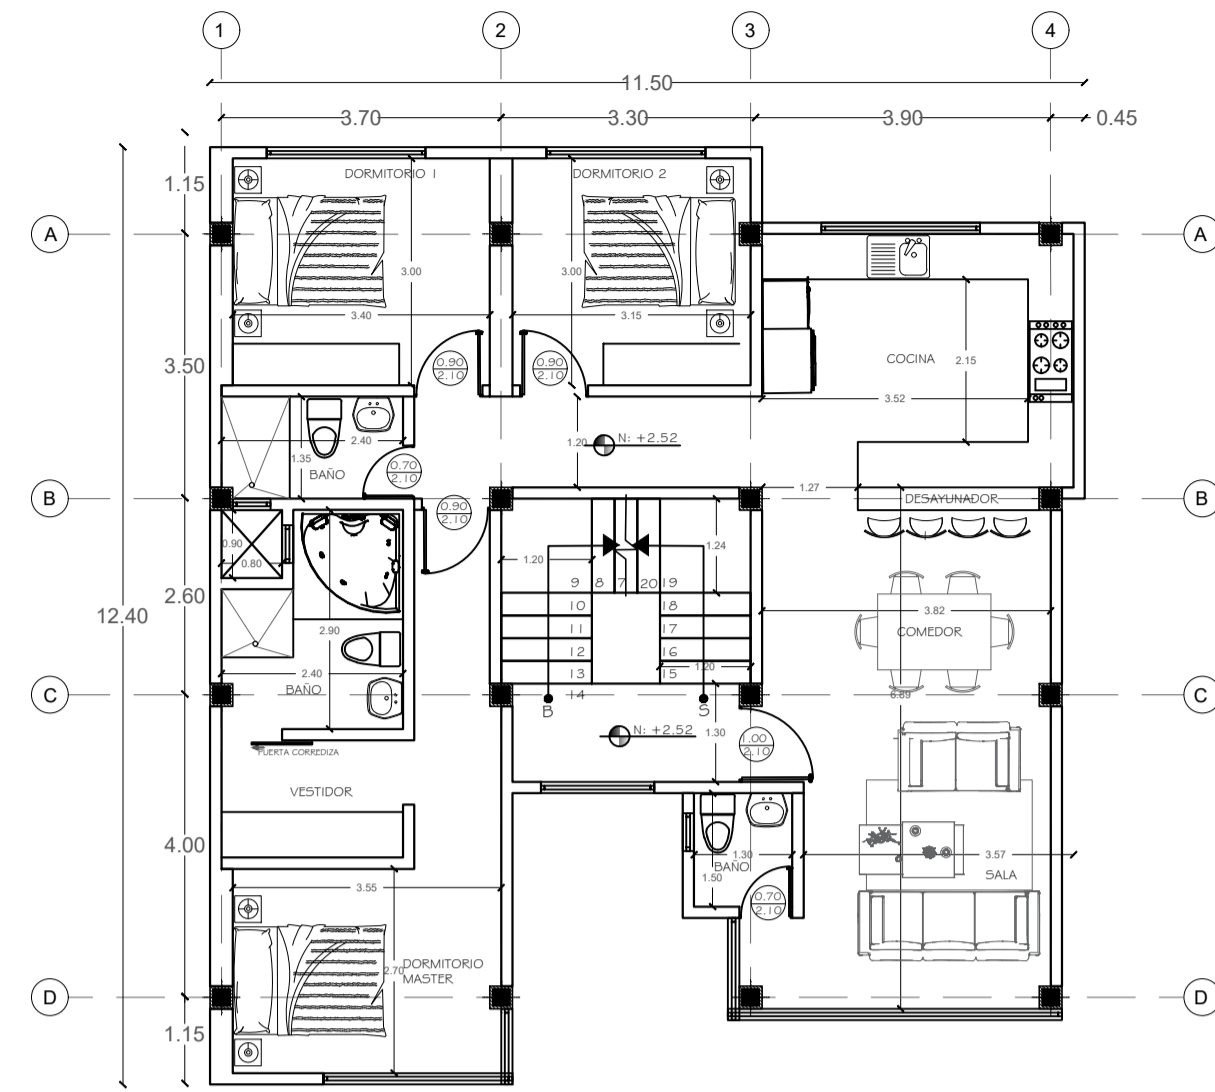 1 2 3 4
11.50
3.70 3.30 3.90 0.45
1.15
DORMITORIO 1
DORMITORIO 2
A
A
3.00
3.00
3.40
3.15
3.50
COCINA
2.15
0.90
2.10
0.90
2.10
3.52
2.40
1.35
BAÑO
0.70
2.10
1.20
N: +2.52
B
B
1.27
DESAYUNADOR
0.90
2.10
0.90
0.80
1.20
1.24
9 8 7 20 19
10 18
11 17
12 16
13 15
14
1.20
2.60
12.40
3.82
COMEDOR
2.90
2.40
BAÑO
C
C
6.89
B
S
N: +2.52
1.30
1.00
2.10
PUERTA CORREDIZA
VESTIDOR
4.00
1.30
BAÑO
1.50
3.57
SALA
3.55
0.70
2.10
2.70
DORMITORIO
MASTER
D
D
1.15